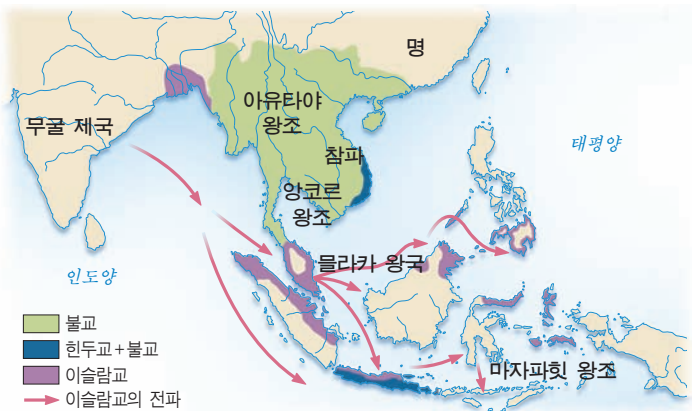 명
아유타야
왕조
무굴 제국
태평양
참파
앙코르
왕조
믈라카 왕국
인도양
불교
힌두교+불교
이슬람교
이슬람교의 전파
마자파힛 왕조